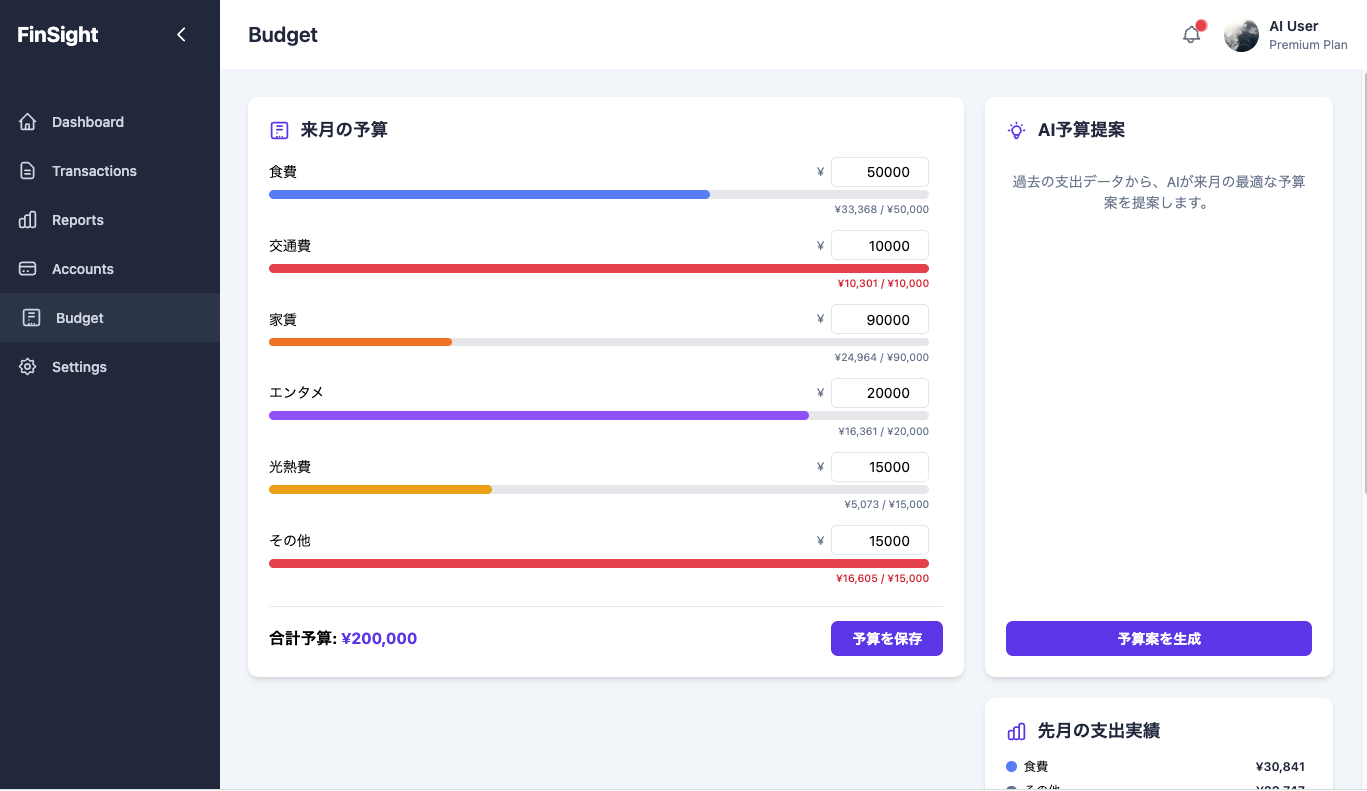 FinSight
Dashboard
Transactions
Reports
Accounts
Budget
Settings
Budget
AI User
Premium Plan
来月の予算
食費
¥
50000
¥33,368 / ¥50,000
交通費
¥
10000
¥10,301 / ¥10,000
家賃
¥
90000
¥24,964 / ¥90,000
エンタメ
¥
20000
¥16,361 / ¥20,000
光熱費
¥
15000
¥5,073 / ¥15,000
その他
¥
15000
¥16,605 / ¥15,000
合計予算: ¥200,000
予算を保存
AI予算提案
過去の支出データから、AIが来月の最適な予算
案を提案します。
予算案を生成
先月の支出実績
食費
¥30,841
その他